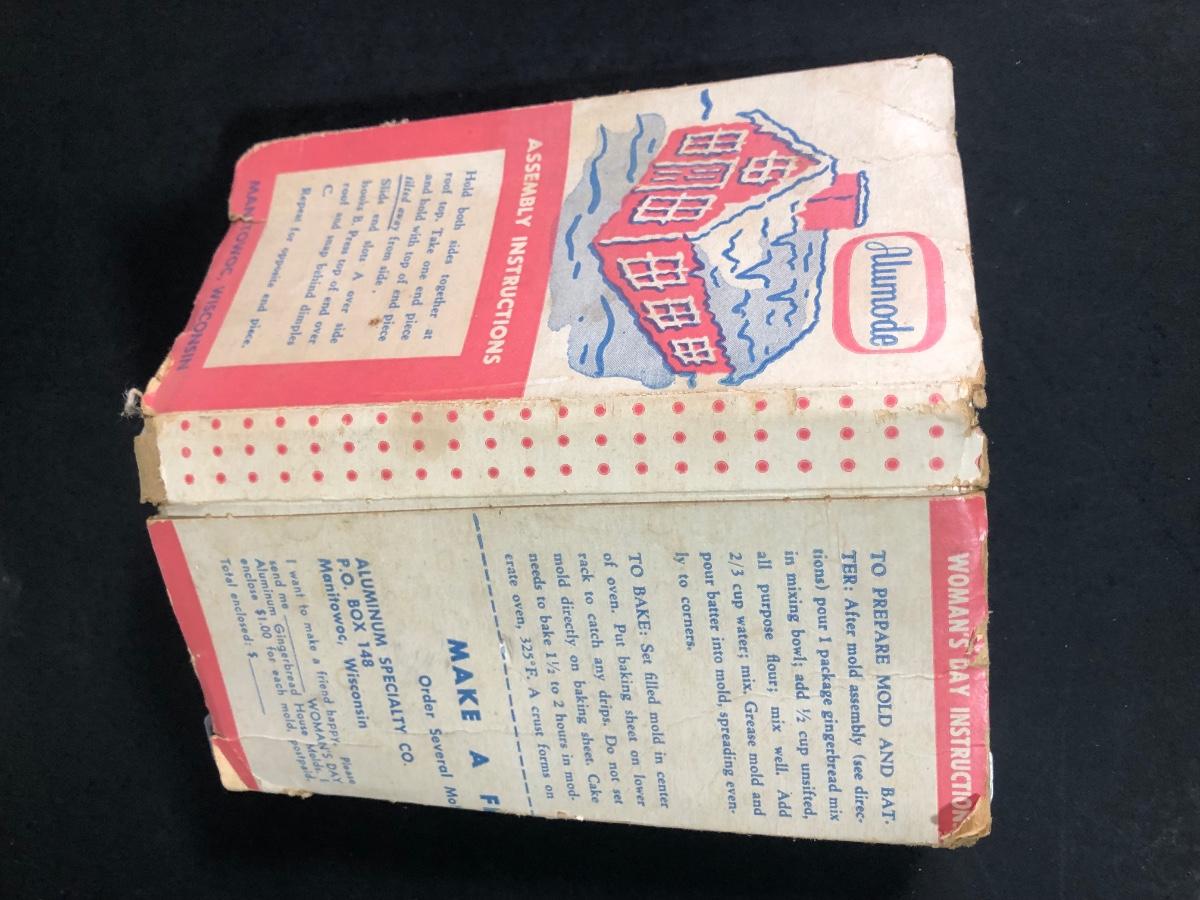 Alumode
ASSEMBLY INSTRUCTIONS
Hold both sides together at
roof top. Take one end piece
and hold with top of end piece
tilted away from side.
Slide end slots A over side
hooks B. Press top of end over
roof and snap behind dimples
C.
Repeat for opposite end piece.
MANITOWOC, WISCONSIN
WOMAN'S DAY INSTRUCTION
TO PREPARE MOLD AND BAT-
TER: After mold assembly (see direc-
tions) pour 1 package gingerbread mix
in mixing bowl; add ½ cup unsifted,
all purpose flour; mix well. Add
2/3 cup water; mix. Grease mold and
pour batter into mold, spreading even-
ly to corners.
TO BAKE: Set filled mold in center
of oven. Put baking sheet on lower
rack to catch any drips. Do not set
mold directly on baking sheet. Cake
needs to bake 1½ to 2 hours in mod-
erate oven, 325°F. A crust forms on
MAKE A
Order Several
ALUMINUM SPECIALTY CO.
P.O. BOX 148
Manitowoc, Wisconsin
I want to make a friend happy. Please
send me WOMAN'S DAY
Aluminum Gingerbread House Molds. I
enclose $1.00 for each mold, postpaid.
Total enclosed: $